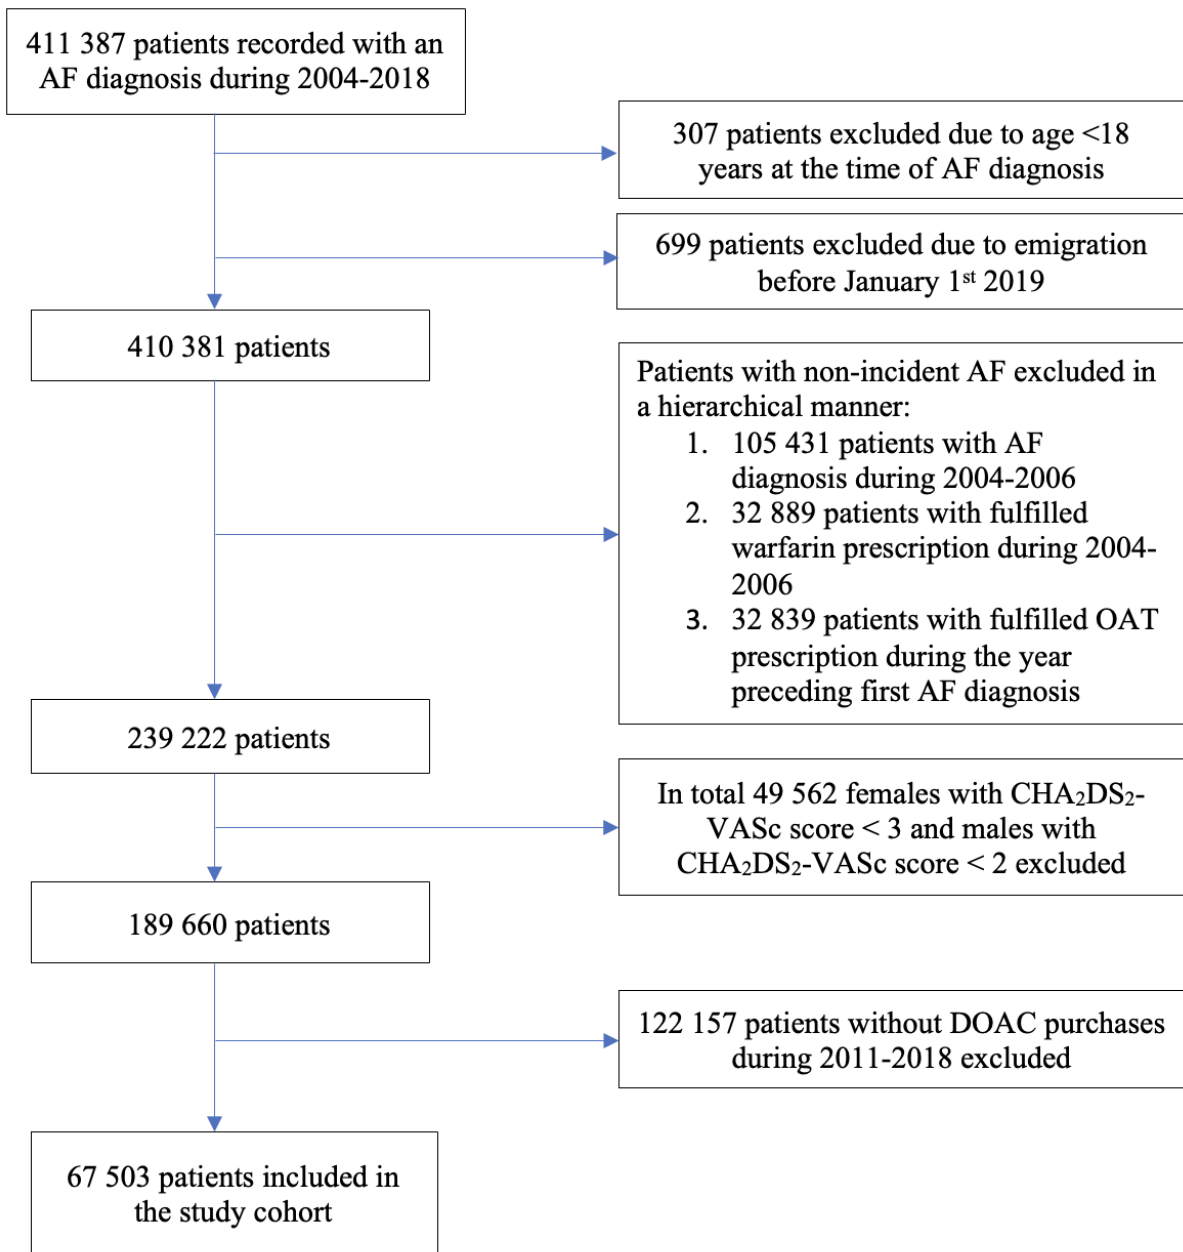 411 387 patients recorded with an
AF diagnosis during 2004-2018
307 patients excluded due to age <18
years at the time of AF diagnosis
699 patients excluded due to emigration
before January 1st 2019
410 381 patients
Patients with non-incident AF excluded in
a hierarchical manner:
1. 105 431 patients with AF
diagnosis during 2004-2006
2. 32 889 patients with fulfilled
warfarin prescription during 2004-
2006
3. 32 839 patients with fulfilled OAT
prescription during the year
preceding first AF diagnosis
239 222 patients
In total 49 562 females with CHA₂DS₂-
VASc score < 3 and males with
CHA₂DS₂-VASc score < 2 excluded
189 660 patients
122 157 patients without DOAC purchases
during 2011-2018 excluded
67 503 patients included in
the study cohort